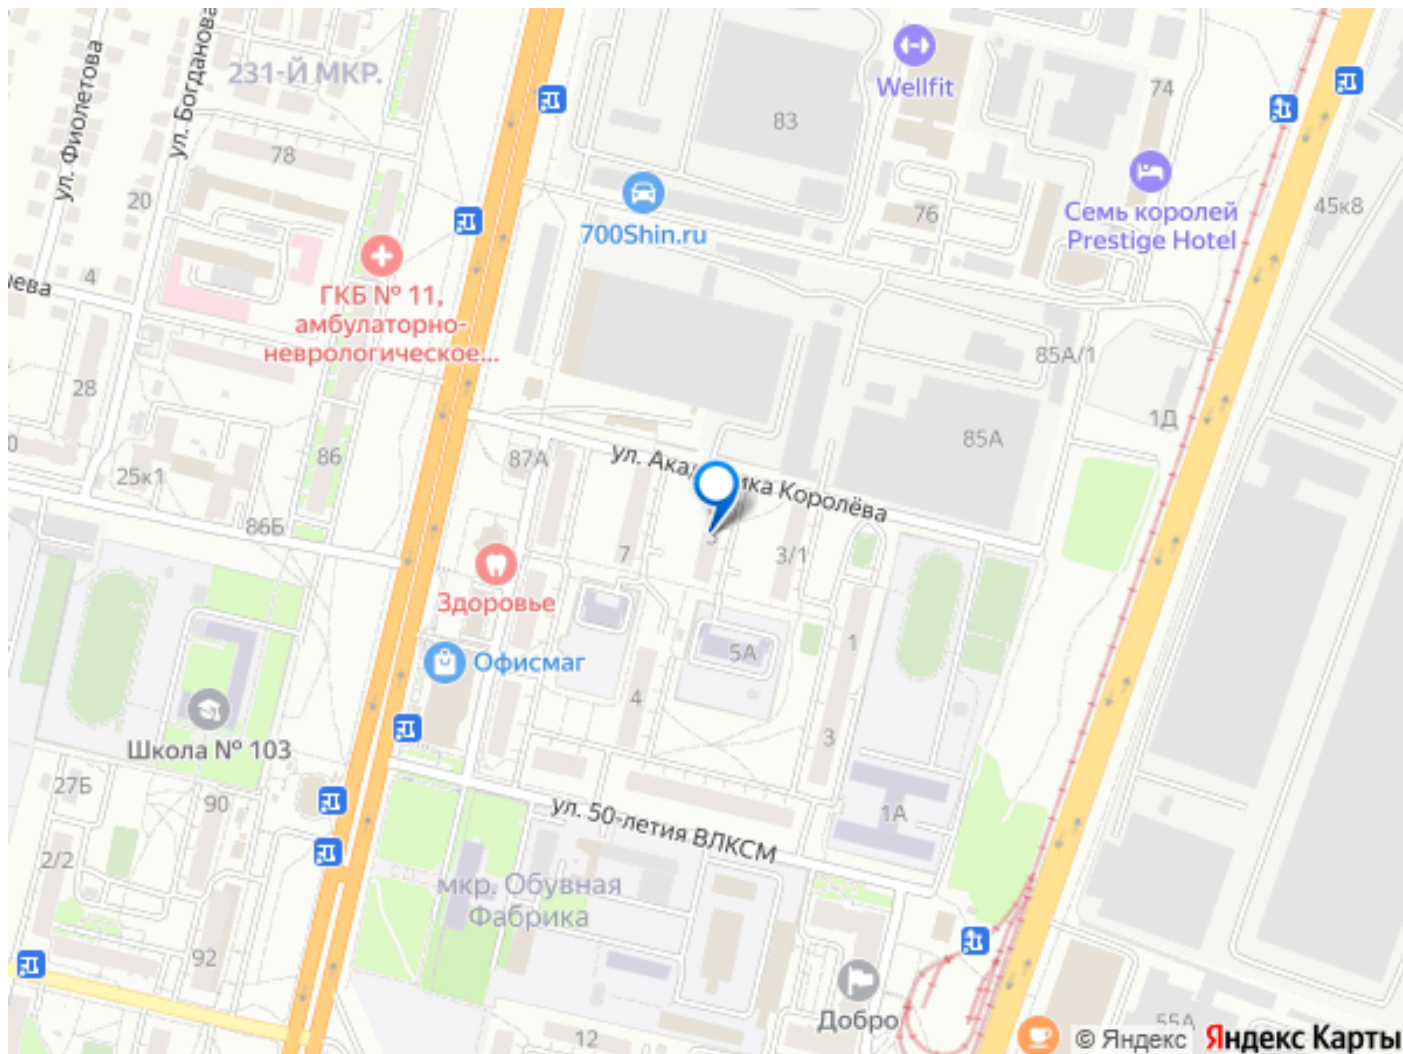 231-Й МКР.
ул. Фиолетова
ул. Богданова
Wellfit
74
83
78
20
Семь королей
Prestige Hotel
45к8
76
700Shin.ru
4
ГКБ № 11,
амбулаторно-
неврологическое...
85А/1
28
1Д
85А
87А
86
25к1
ул. Ака
ика Королёва
86Б
7
3/1
Здоровье
Офисмаг
5А
1
4
3
Школа № 103
27Б
90
2/2
ул. 50-летия ВЛКСМ
1А
мкр. Обувная
Фабрика
92
12
Добро
55А
© Яндекс Яндекс Карты